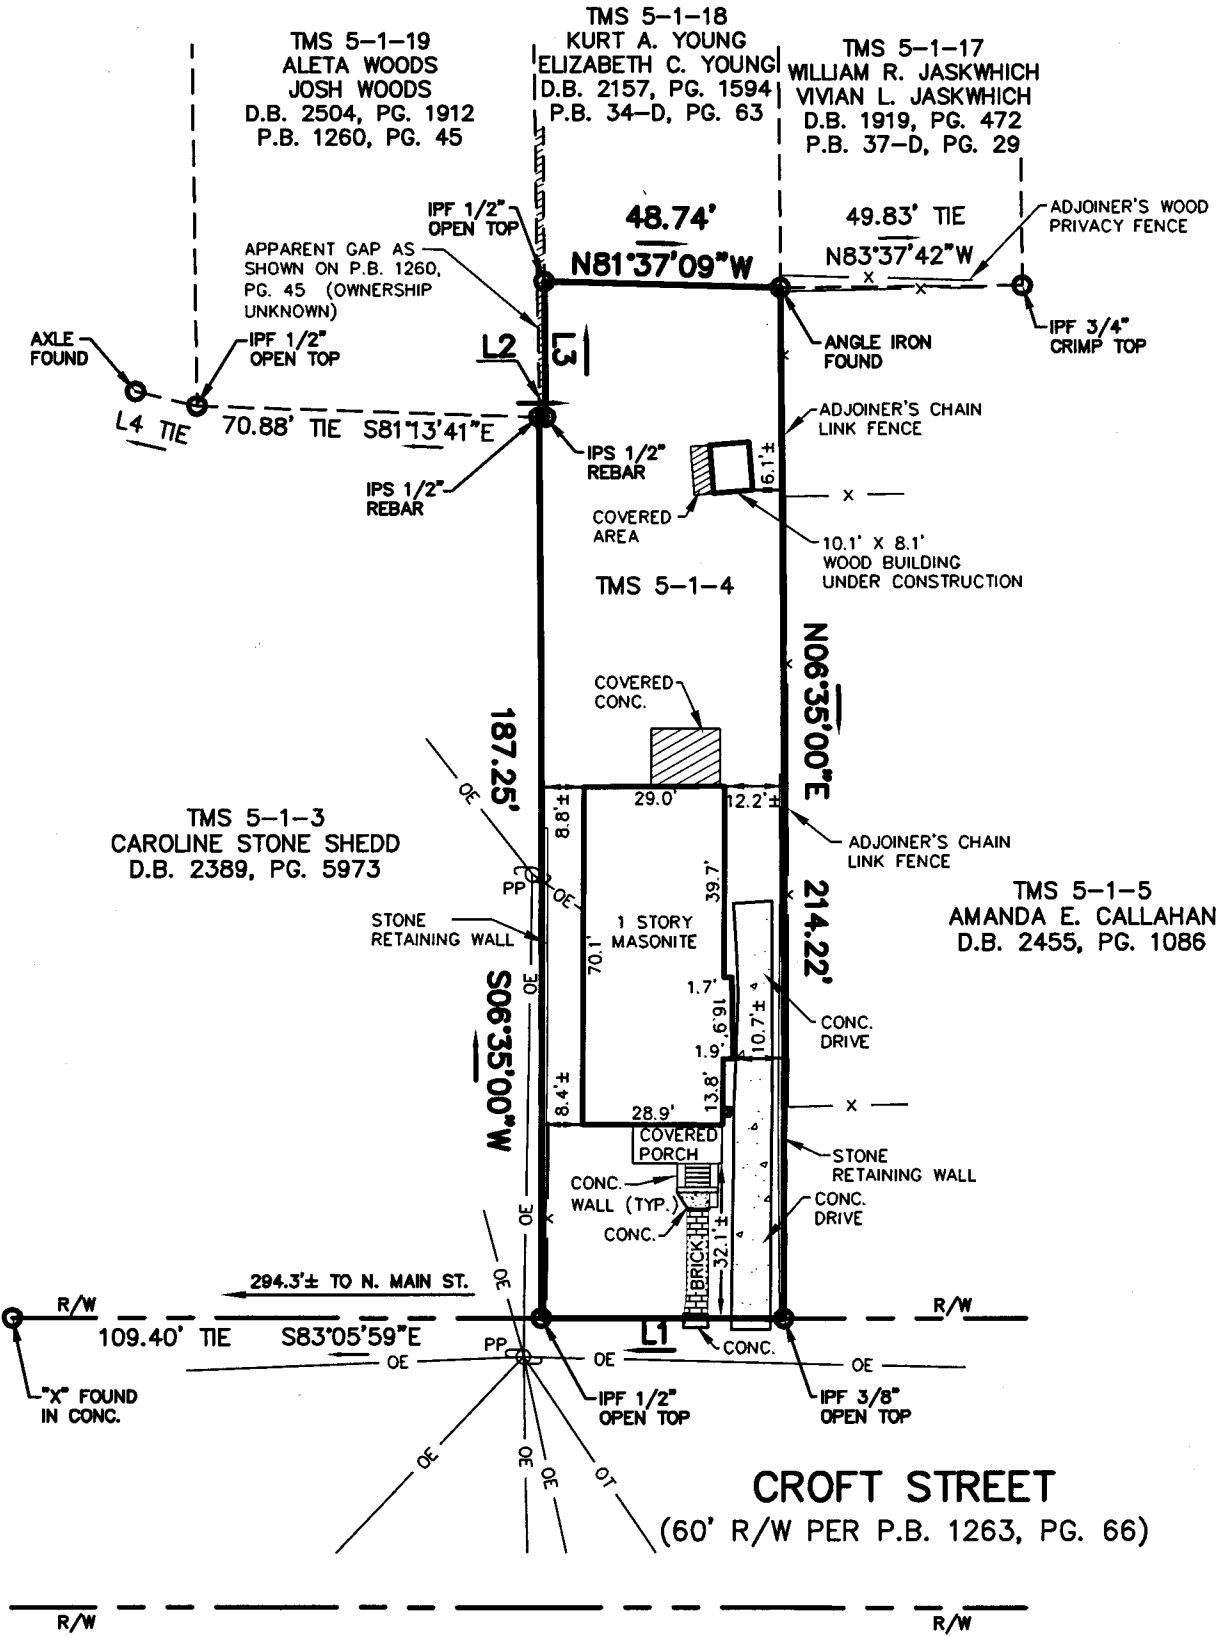 TMS 5-1-19
ALETA WOODS
JOSH WOODS
D.B. 2504, PG. 1912
P.B. 1260, PG. 45
TMS 5-1-18
KURT A. YOUNG
ELIZABETH C. YOUNG
D.B. 2157, PG. 1594
P.B. 34-D, PG. 63
TMS 5-1-17
WILLIAM R. JASKWHICH
VIVIAN L. JASKWHICH
D.B. 1919, PG. 472
P.B. 37-D, PG. 29
IPF 1/2"
OPEN TOP
48.74'
N81°37'09"W
49.83' TIE
N83°37'42"W
ADJOINER'S WOOD
PRIVACY FENCE
X
X
APPARENT GAP AS
SHOWN ON P.B. 1260,
PG. 45 (OWNERSHIP
UNKNOWN)
AXLE
FOUND
IPF 1/2"
OPEN TOP
L2
L3
ANGLE IRON
FOUND
IPF 3/4"
CRIMP TOP
X
L4 TIE
70.88' TIE S81°13'41"E
ADJOINER'S CHAIN
LINK FENCE
IPS 1/2"
REBAR
IPS 1/2"
REBAR
16.1'±
X
COVERED
AREA
10.1' X 8.1'
WOOD BUILDING
UNDER CONSTRUCTION
TMS 5-1-4
N06°35'00"E
X
COVERED
CONC.
187.25'
OE
29.0'
12.2'±
8.8'±
TMS 5-1-3
CAROLINE STONE SHEDD
D.B. 2389, PG. 5973
ADJOINER'S CHAIN
LINK FENCE
PP
OE
39.7'
X
214.22'
TMS 5-1-5
AMANDA E. CALLAHAN
D.B. 2455, PG. 1086
STONE
RETAINING WALL
1 STORY
MASONITE
70.1'
OE
S06°35'00"W
1.7'
16.9'
10.7'±
1.9'
CONC.
DRIVE
8.4'±
13.8'
28.9'
X
COVERED
PORCH
STONE
RETAINING WALL
CONC.
WALL (TYP.)
CONC.
DRIVE
OE
X
CONC.
BRICK
32.1'±
294.3'± TO N. MAIN ST.
OE
R/W
R/W
109.40' TIE
S83°05'59"E
L1
PP
CONC.
OE
OE
OE
"X" FOUND
IN CONC.
IPF 1/2"
OPEN TOP
IPF 3/8"
OPEN TOP
OE
OE
OE
OT
CROFT STREET
(60' R/W PER P.B. 1263, PG. 66)
R/W
R/W